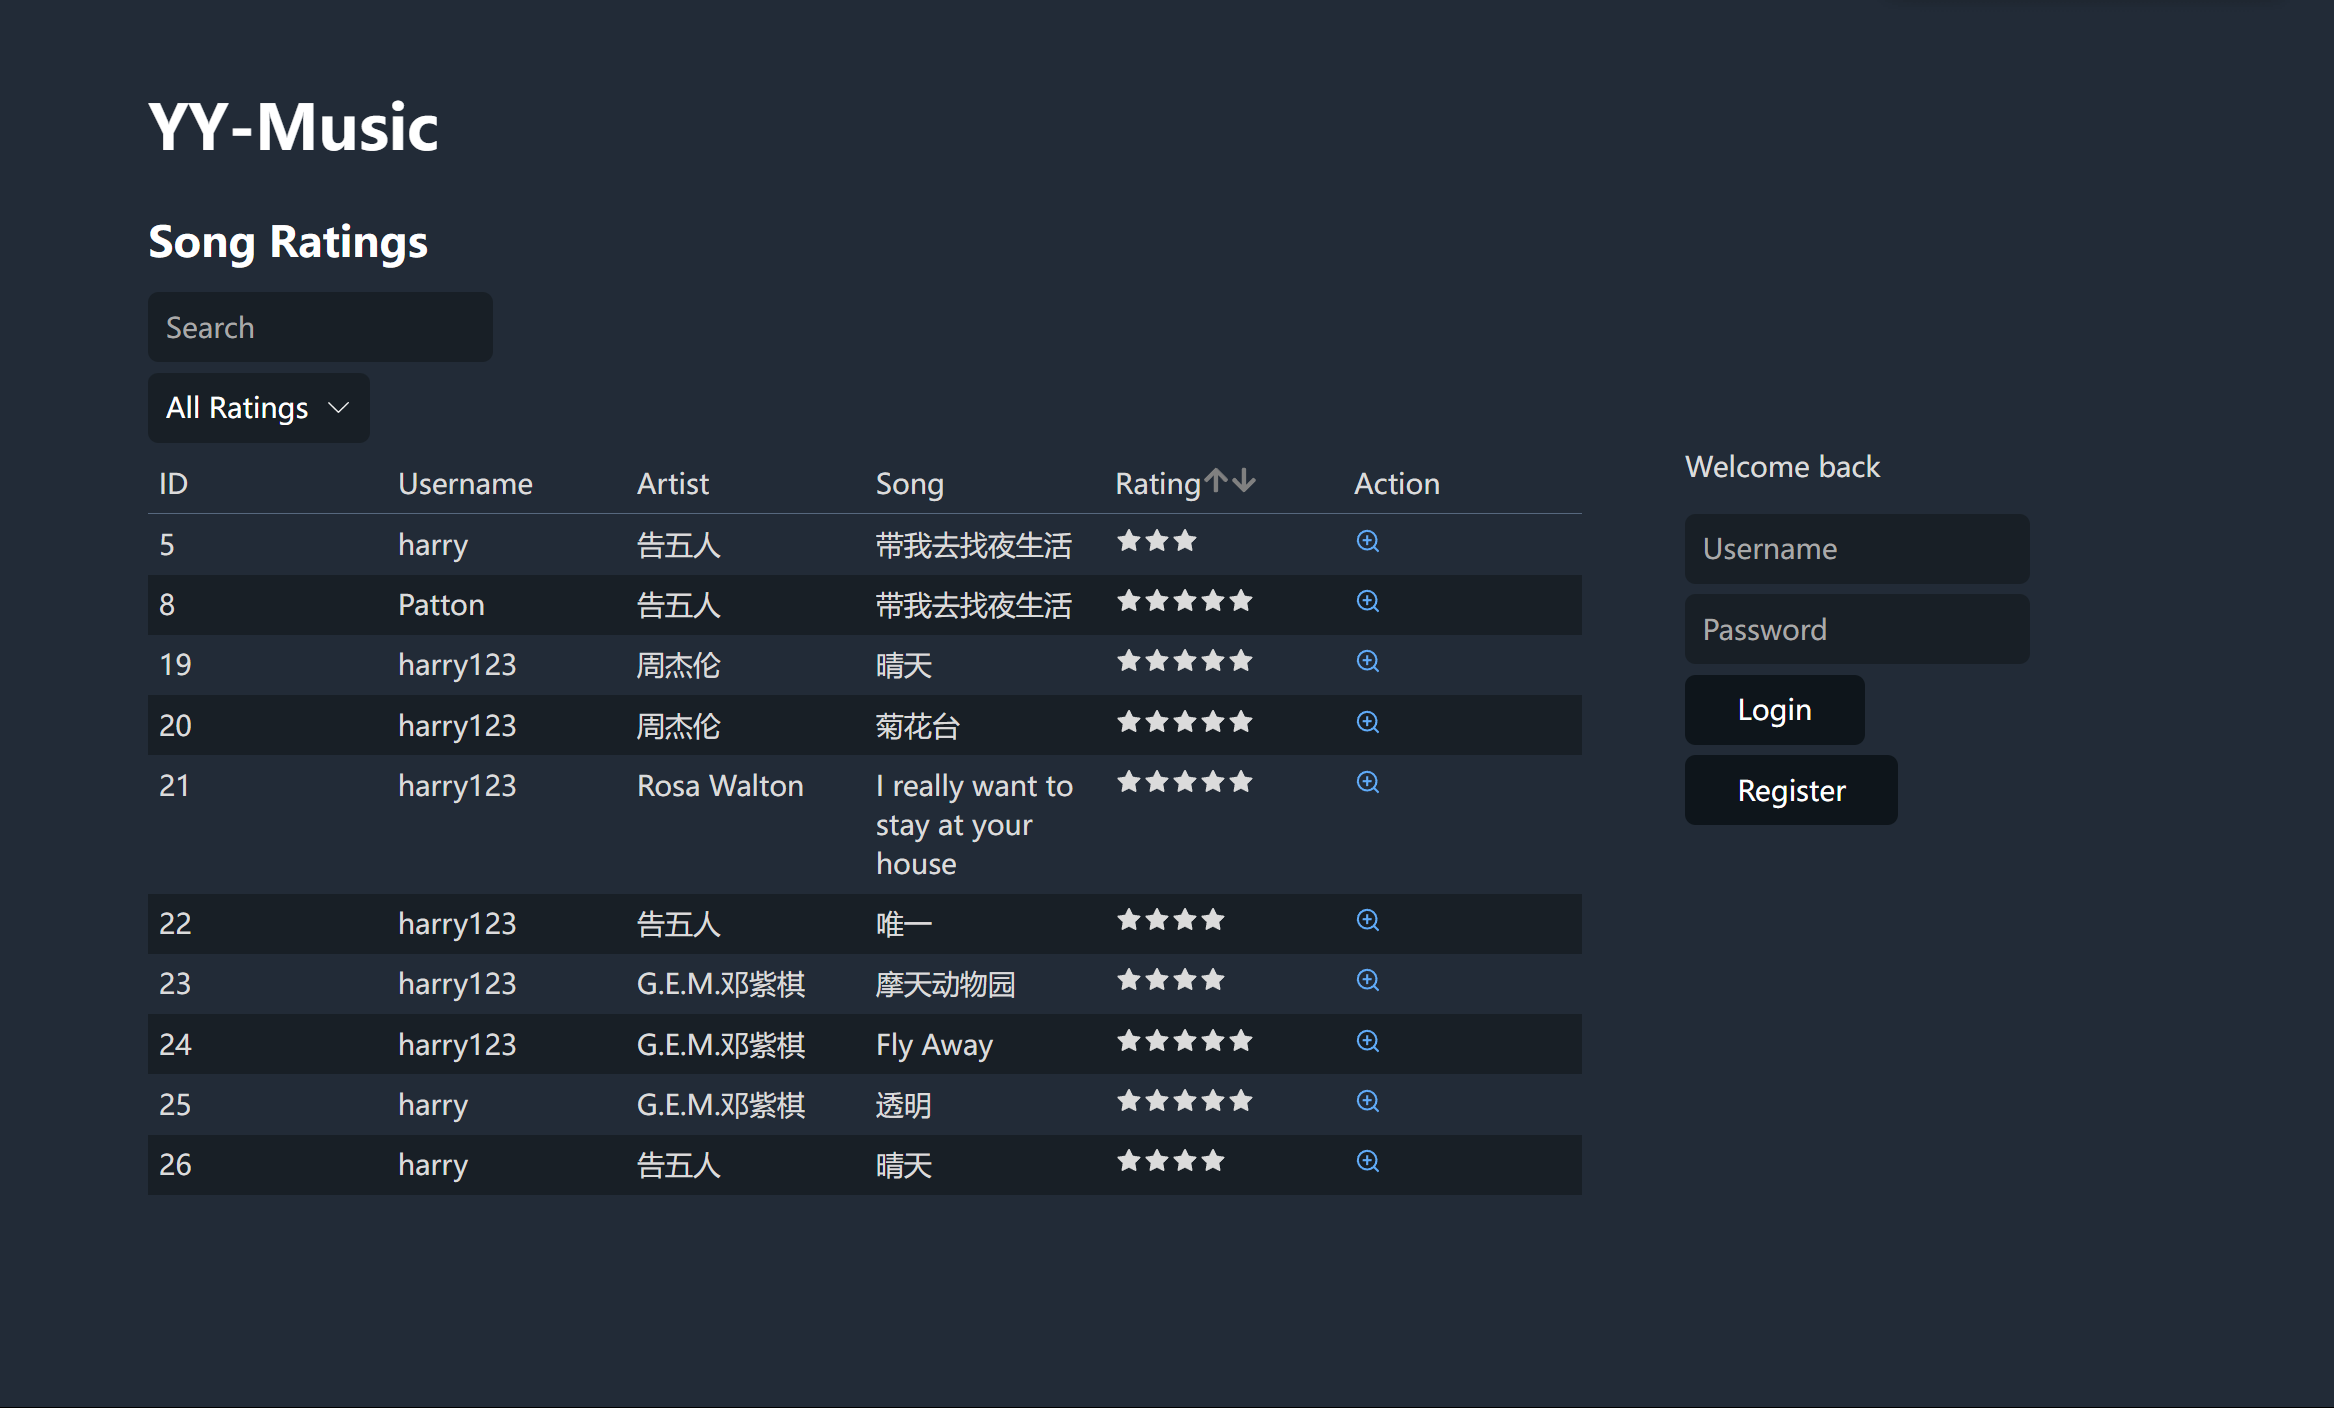 YY-Music
Song Ratings
Search
All Ratings
ID Username Artist Song Rating Action
5 harry 告五人 带我去找夜生活
8 Patton 告五人 带我去找夜生活
19 harry123 周杰伦 晴天
20 harry123 周杰伦 菊花台
21 harry123 Rosa Walton I really want to
stay at your
house
22 harry123 告五人 唯一
23 harry123 G.E.M.邓紫棋 摩天动物园
24 harry123 G.E.M.邓紫棋 Fly Away
25 harry G.E.M.邓紫棋 透明
26 harry 告五人 晴天
Welcome back
Username
Password
Login
Register